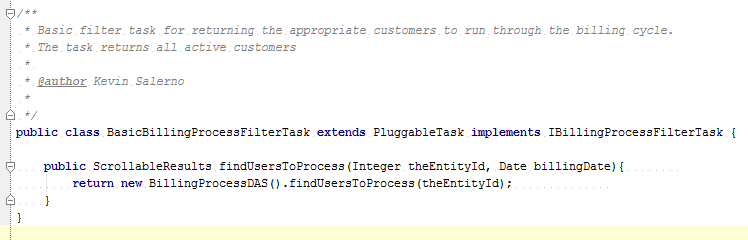 /**
 * Basic filter task for returning the appropriate customers to run through the billing cycle.
 * The task returns all active customers
 *
 * @author Kevin Salerno
 *
 */
public class BasicBillingProcessFilterTask extends PluggableTask implements IBillingProcessFilterTask {
    public ScrollableResults findUsersToProcess(Integer theEntityId, Date billingDate){
        return new BillingProcessDAS().findUsersToProcess(theEntityId);
    }
}